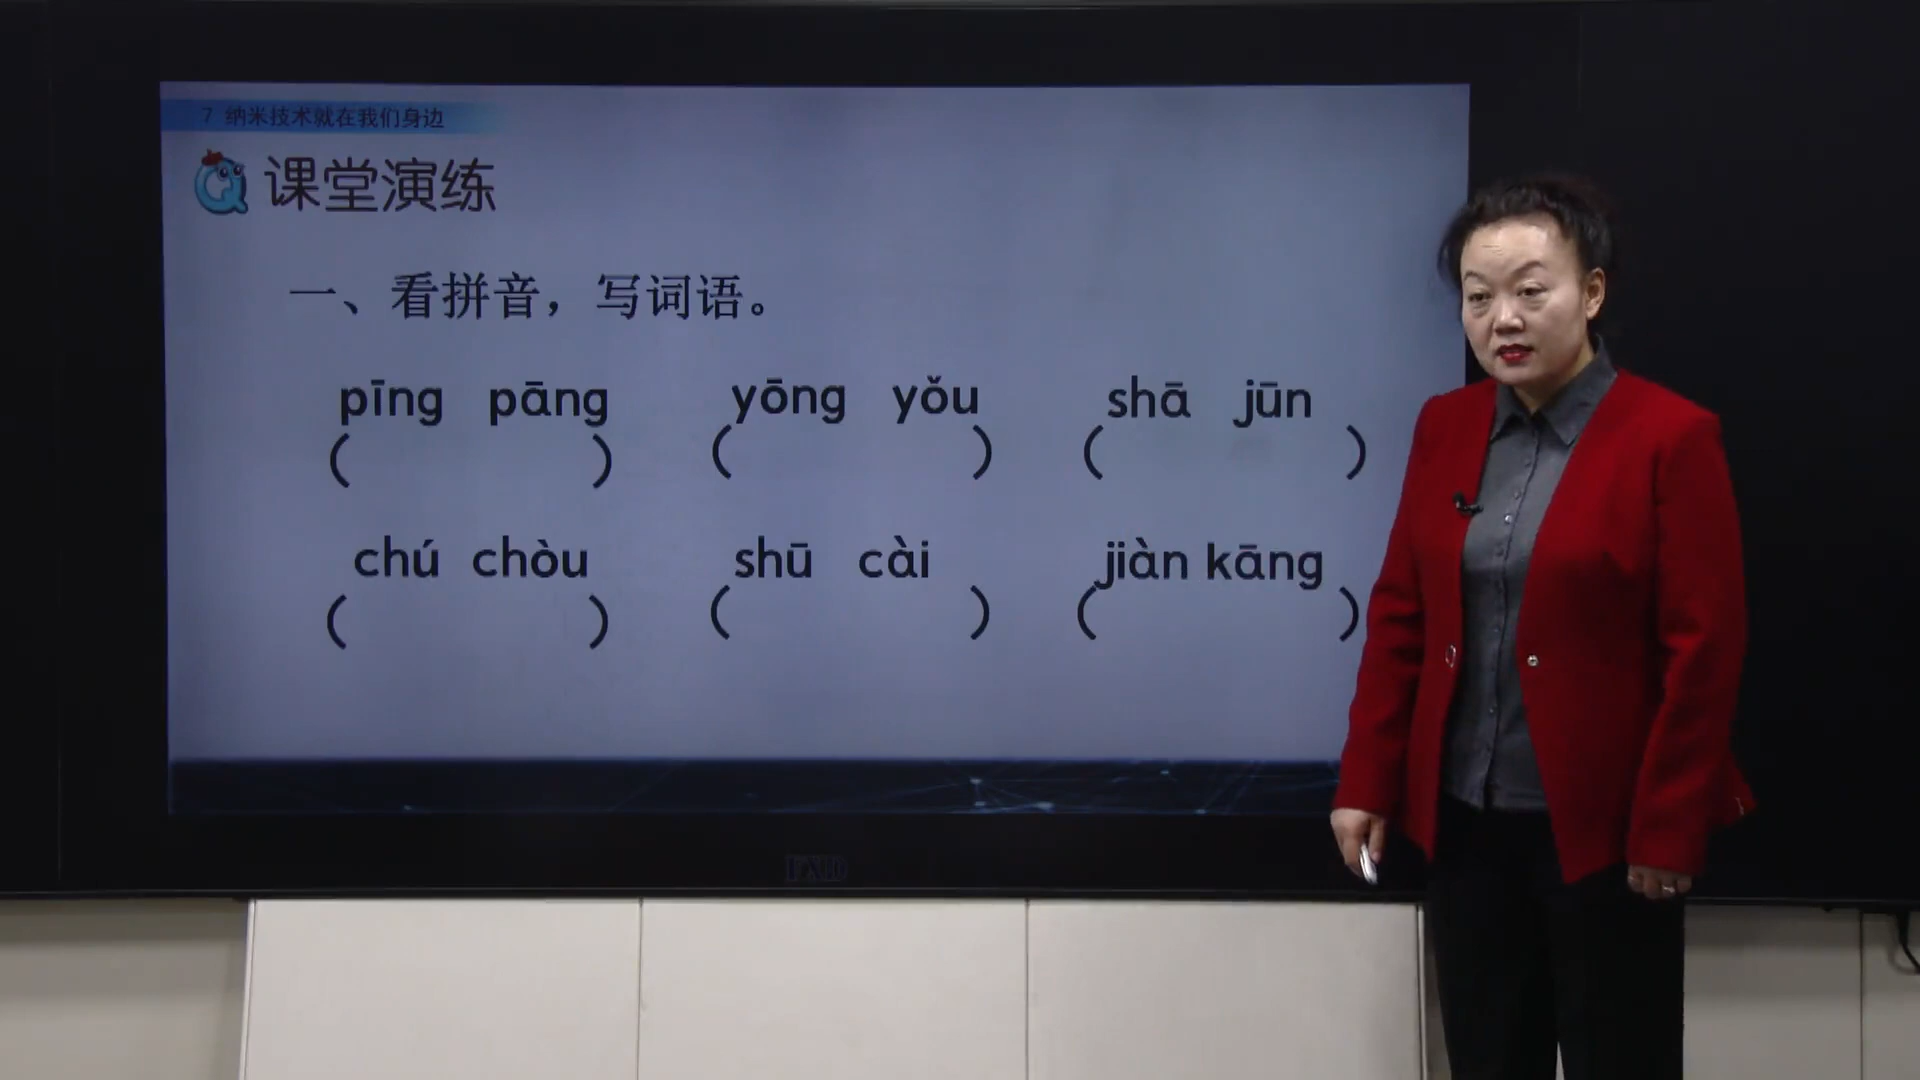 7 纳米技术就在我们身边
课堂演练
一、看拼音，写词语。
pīng pāng yōng yǒu shā jūn
( ) ( ) ( )
chú chòu shū cài jiàn kāng
( ) ( ) ( )